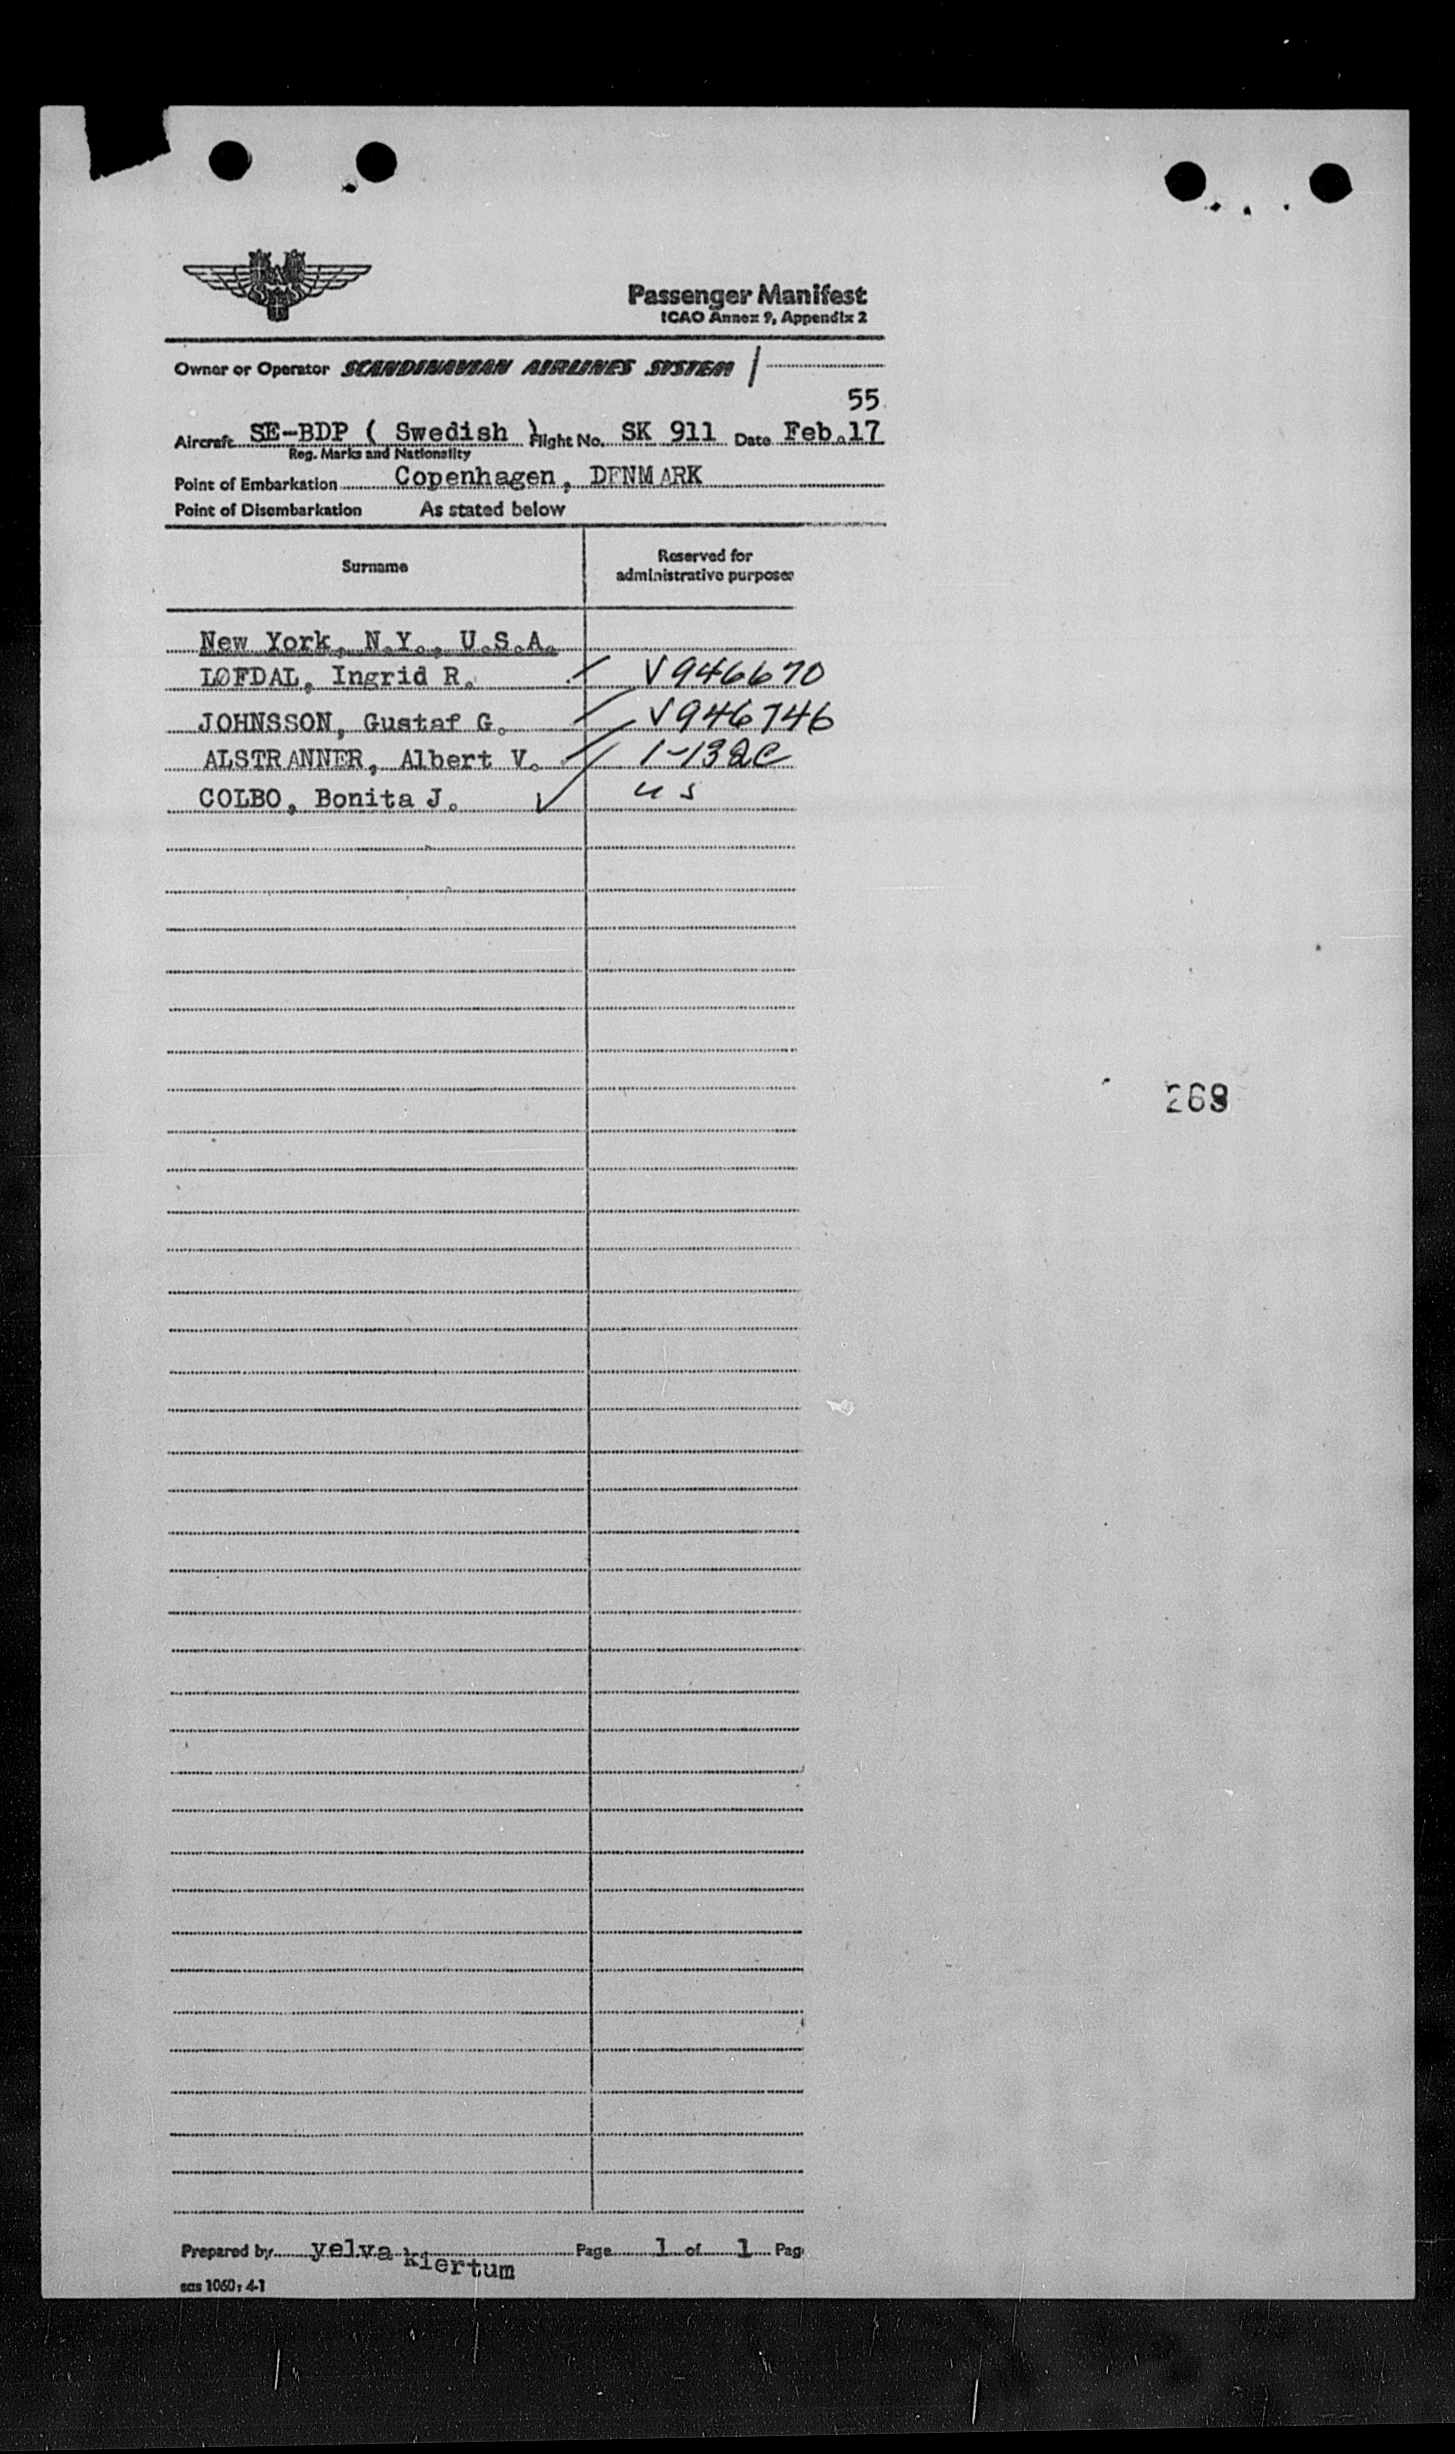 SAS
Passenger Manifest
ICAO Annex 9, Appendix 2
Owner or Operator SCANDINAVIAN AIRLINES SYSTEM /
55
Aircraft SE-BDP ( Swedish ) Flight No. SK 911 Date Feb.17
Reg. Marks and Nationality
Point of Embarkation Copenhagen, DENMARK
Point of Disembarkation As stated below
Surname Reserved for
administrative purposes
New York, N.Y., U.S.A.
LØFDAL, Ingrid R. V946670
JOHNSSON, Gustaf G. V946746
ALSTRANNER, Albert V. 1-132C
COLBO, Bonita J. U S
268
Prepared by yelva kiertum Page 1 of 1 Pag
sas 1060: 4-1